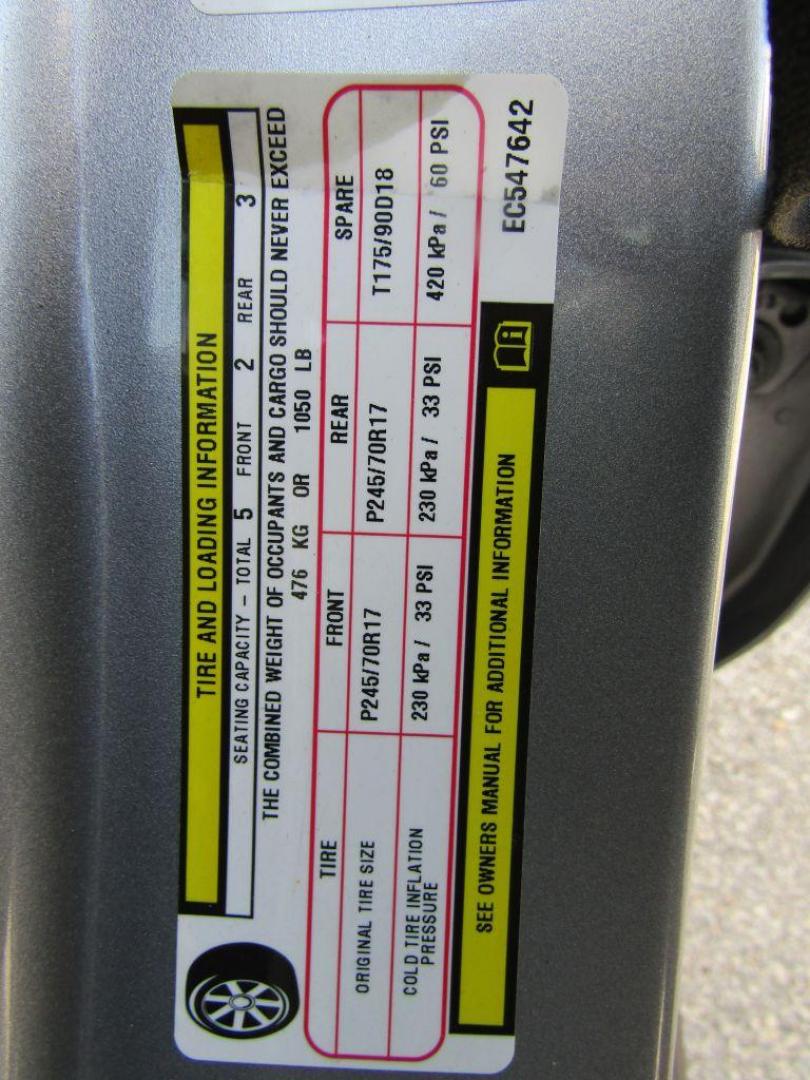 TIRE AND LOADING INFORMATION
SEATING CAPACITY – TOTAL 5 FRONT 2 REAR 3
THE COMBINED WEIGHT OF OCCUPANTS AND CARGO SHOULD NEVER EXCEED
476 KG OR 1050 LB
TIRE FRONT REAR SPARE
ORIGINAL TIRE SIZE P245/70R17 P245/70R17 T175/90D18
COLD TIRE INFLATION
PRESSURE 230 kPa / 33 PSI 230 kPa / 33 PSI 420 kPa / 60 PSI
SEE OWNERS MANUAL FOR ADDITIONAL INFORMATION
EC547642